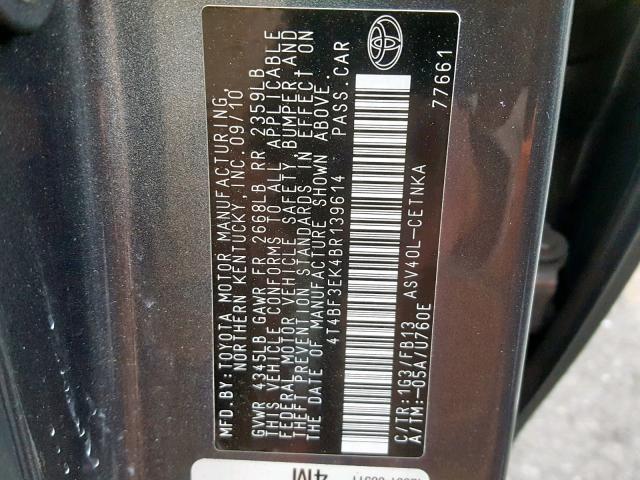 MFD.BY:TOYOTA MOTOR MANUFACTURING,
NORTHERN KENTUCKY, INC. 09/10
GVWR 4345LB GAWR FR 2668LB RR 2359LB
THIS VEHICLE CONFORMS TO ALL APPLICABLE
FEDERAL MOTOR VEHICLE SAFETY, BUMPER, AND
THEFT PREVENTION STANDARDS IN EFFECT ON
THE DATE OF MANUFACTURE SHOWN ABOVE.
4T4BF3EK4BR139614 PASS. CAR
C/TR:1G3/FB13 ASV40L-CETNKA
A/TM:-05A/U760E
77661
4M